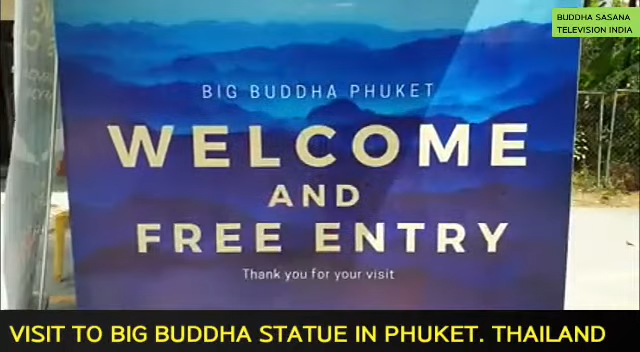 BUDDHA SASANA
TELEVISION INDIA
BIG BUDDHA PHUKET
WELCOME
AND
FREE ENTRY
Thank you for your visit
VISIT TO BIG BUDDHA STATUE IN PHUKET. THAILAND